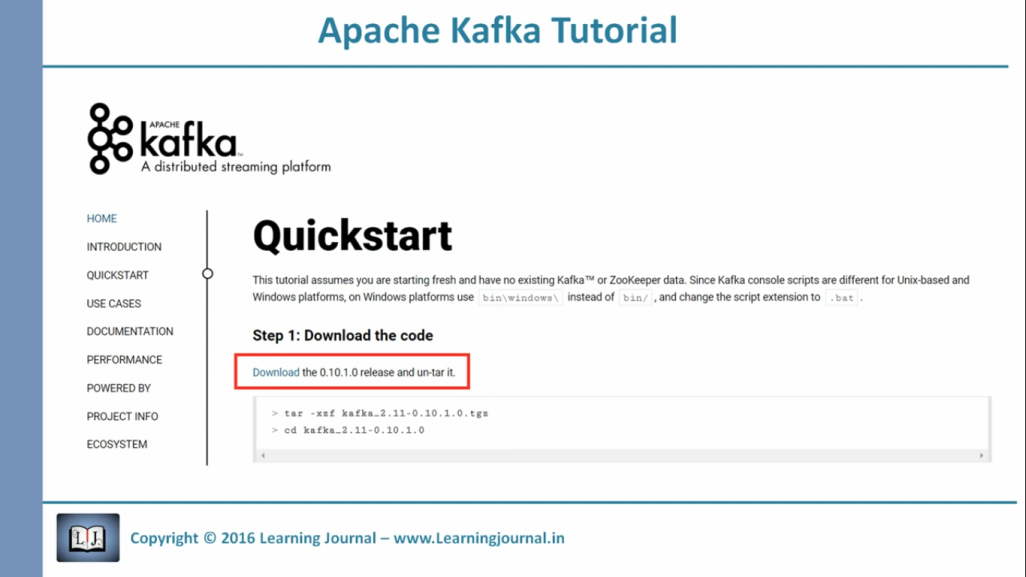 Apache Kafka Tutorial
APACHE
kafka™
A distributed streaming platform
HOME
INTRODUCTION
QUICKSTART
USE CASES
DOCUMENTATION
PERFORMANCE
POWERED BY
PROJECT INFO
ECOSYSTEM
Quickstart
This tutorial assumes you are starting fresh and have no existing Kafka™ or ZooKeeper data. Since Kafka console scripts are different for Unix-based and
Windows platforms, on Windows platforms use bin\windows\ instead of bin/ , and change the script extension to .bat .
Step 1: Download the code
Download the 0.10.1.0 release and un-tar it.
> tar -xzf kafka_2.11-0.10.1.0.tgz
> cd kafka_2.11-0.10.1.0
L J
Copyright © 2016 Learning Journal – www.Learningjournal.in